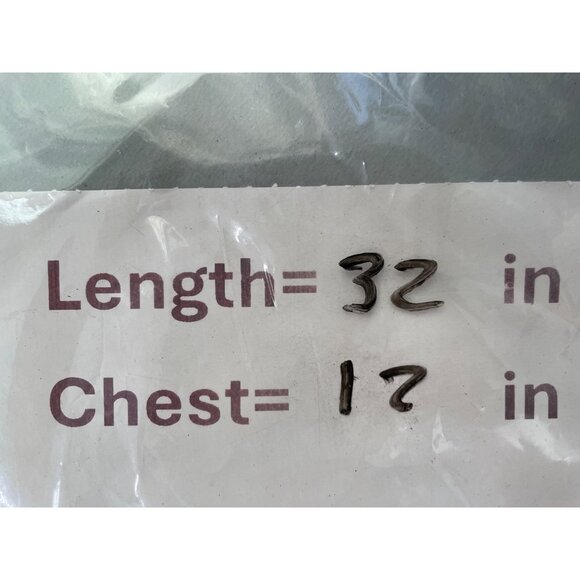 Length= 32 in
Chest= 12 in